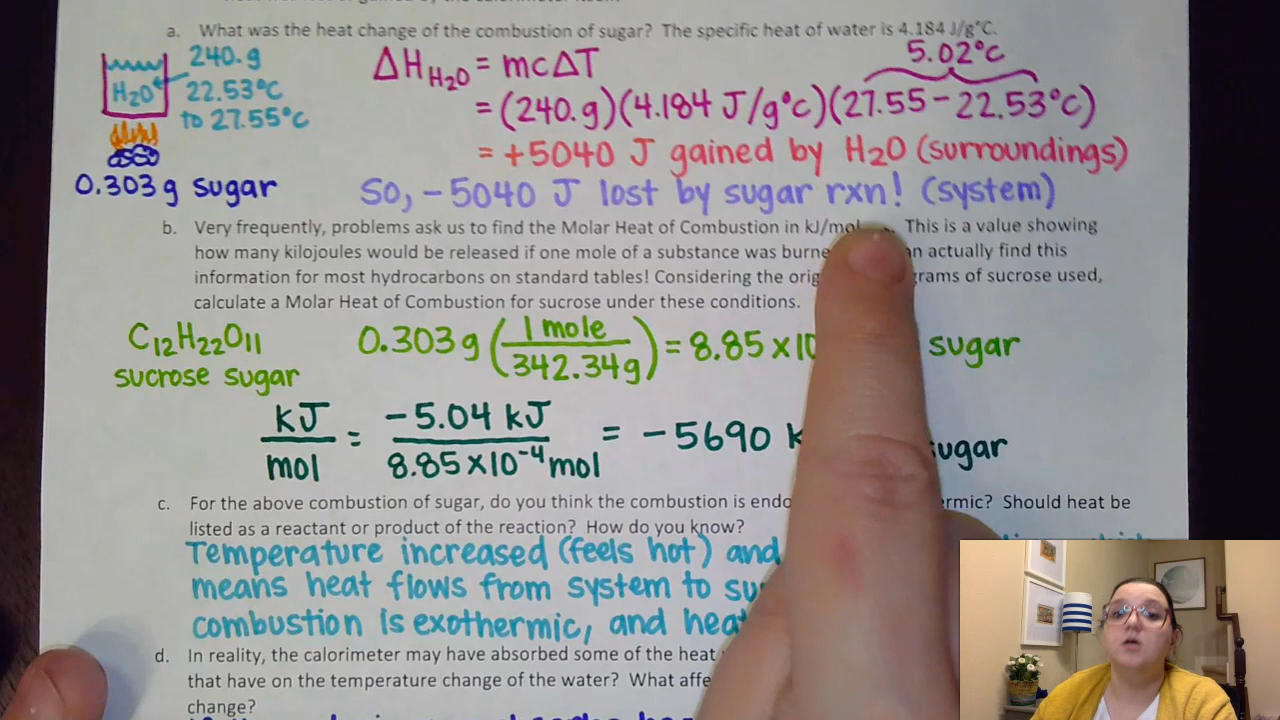 a. What was the heat change of the combustion of sugar? The specific heat of water is 4.184 J/g°C.
5.02°C
240.g
H₂O
22.53°C
to 27.55°C
0.303g sugar
ΔH H₂O = mcΔT
= (240.g)(4.184 J/g°C)(27.55 - 22.53°C)
= +5040 J gained by H₂O (surroundings)
So, -5040 J lost by sugar rxn! (system)
b. Very frequently, problems ask us to find the Molar Heat of Combustion in kJ/mol This is a value showing
how many kilojoules would be released if one mole of a substance was actually find this
information for most hydrocarbons on standard tables! Considering the grams of sucrose used,
calculate a Molar Heat of Combustion for sucrose under these conditions.
C₁₂H₂₂O₁₁
sucrose sugar
0.303g (1 mole / 342.34g) = 8.85 x 10 sugar
kJ / mol = -5.04 kJ / 8.85 x 10⁻⁴ mol = -5690
c. For the above combustion of sugar, do you think the combustion is Should heat be
listed as a reactant or product of the reaction? How do you know?
Temperature increased (feels hot) and
means heat flows from system to
combustion is exothermic, and
d. In reality, the calorimeter may have absorbed some of the heat
that have on the temperature change of the water? What
change?